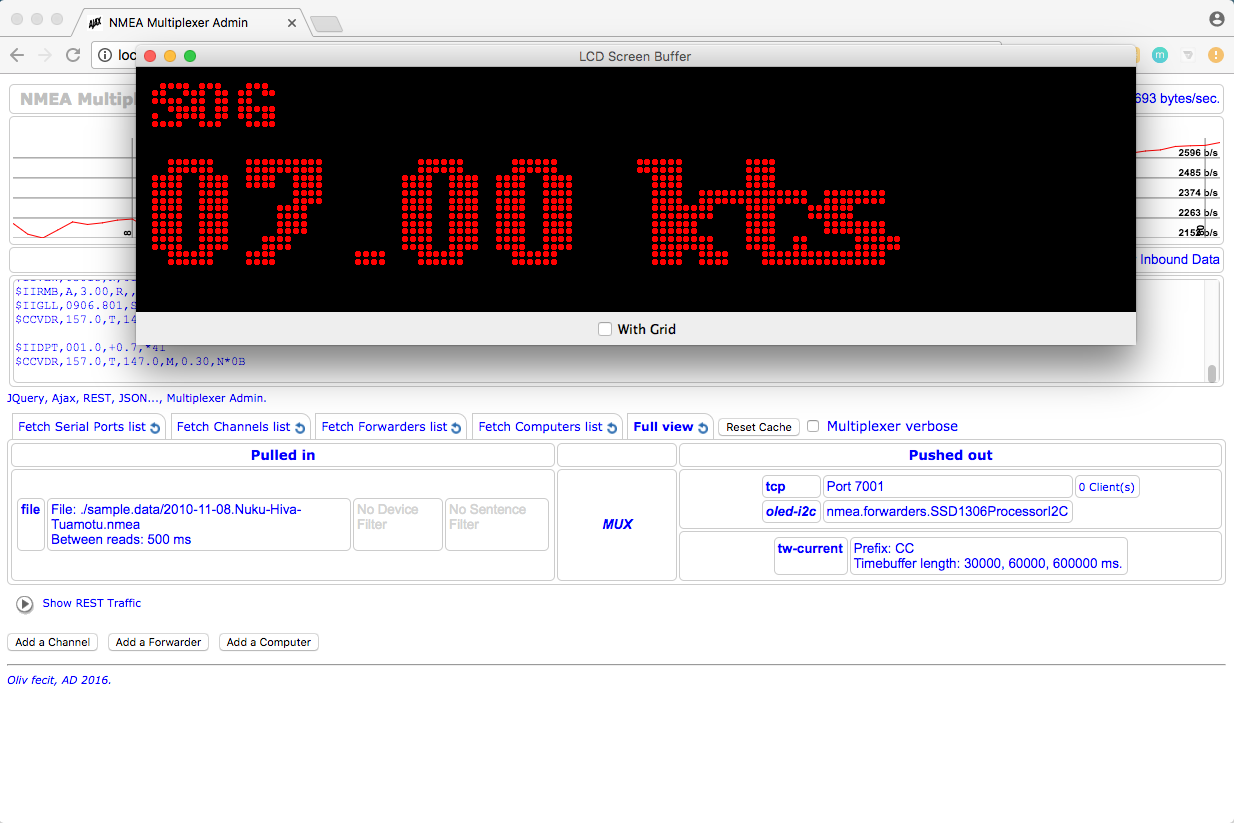 NMEA Multiplexer Admin
loc
LCD Screen Buffer
SOG
07.00 kts
With Grid
NMEA Multipl
693 bytes/sec.
2596 b/s
2485 b/s
2374 b/s
2263 b/s
2152 b/s
8
Inbound Data
$IIRMB,A,3.00,R,,
$IIGLL,0906.801,S
$CCVDR,157.0,T,14
$IIDPT,001.0,+0.7,*41
$CCVDR,157.0,T,147.0,M,0.30,N*0B
JQuery, Ajax, REST, JSON..., Multiplexer Admin.
Fetch Serial Ports list Fetch Channels list Fetch Forwarders list Fetch Computers list Full view Reset Cache Multiplexer verbose
Pulled in Pushed out
file
File: ./sample.data/2010-11-08.Nuku-Hiva-
Tuamotu.nmea
Between reads: 500 ms
No Device
Filter
No Sentence
Filter
MUX
tcp Port 7001 0 Client(s)
oled-i2c nmea.forwarders.SSD1306ProcessorI2C
tw-current
Prefix: CC
Timebuffer length: 30000, 60000, 600000 ms.
Show REST Traffic
Add a Channel Add a Forwarder Add a Computer
Oliv fecit, AD 2016.